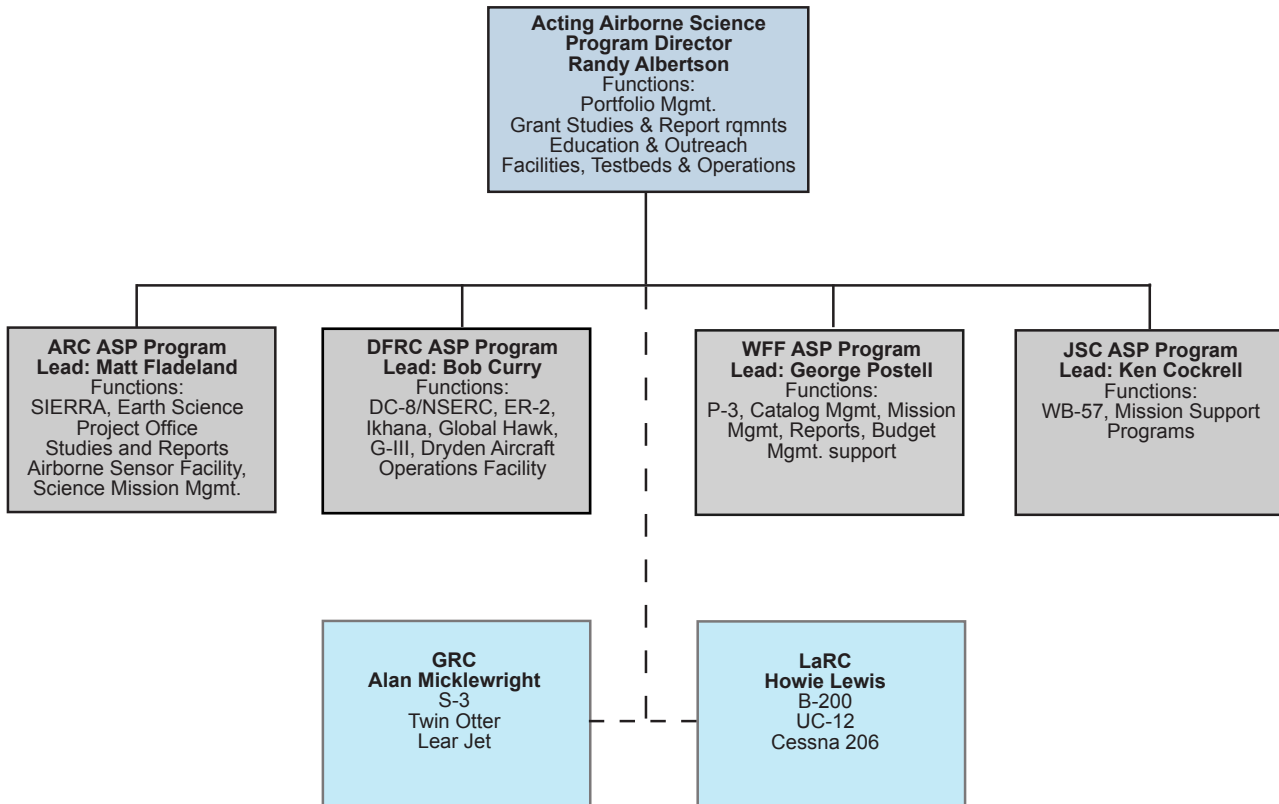 Acting Airborne Science
Program Director
Randy Albertson
Functions:
Portfolio Mgmt.
Grant Studies & Report rqmnts
Education & Outreach
Facilities, Testbeds & Operations
ARC ASP Program
Lead: Matt Fladeland
Functions:
SIERRA, Earth Science
Project Office
Studies and Reports
Airborne Sensor Facility,
Science Mission Mgmt.
DFRC ASP Program
Lead: Bob Curry
Functions:
DC-8/NSERC, ER-2,
Ikhana, Global Hawk,
G-III, Dryden Aircraft
Operations Facility
WFF ASP Program
Lead: George Postell
Functions:
P-3, Catalog Mgmt, Mission
Mgmt, Reports, Budget
Mgmt. support
JSC ASP Program
Lead: Ken Cockrell
Functions:
WB-57, Mission Support
Programs
GRC
Alan Micklewright
S-3
Twin Otter
Lear Jet
LaRC
Howie Lewis
B-200
UC-12
Cessna 206